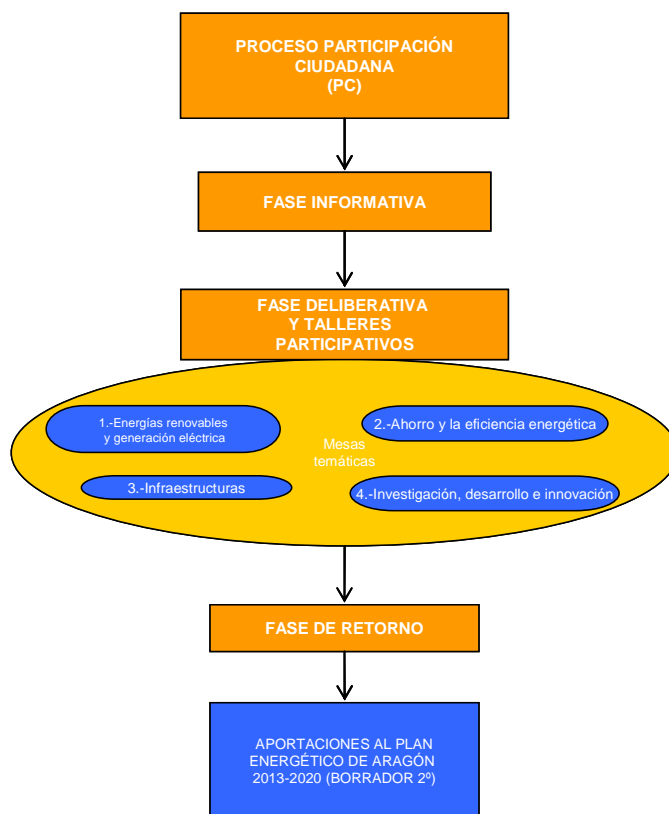 PROCESO PARTICIPACIÓN
CIUDADANA
(PC)
FASE INFORMATIVA
FASE DELIBERATIVA
Y TALLERES
PARTICIPATIVOS
1.-Energías renovables
y generación eléctrica
2.-Ahorro y la eficiencia energética
Mesas
temáticas
3.-Infraestructuras
4.-Investigación, desarrollo e innovación
FASE DE RETORNO
APORTACIONES AL PLAN
ENERGÉTICO DE ARAGÓN
2013-2020 (BORRADOR 2º)